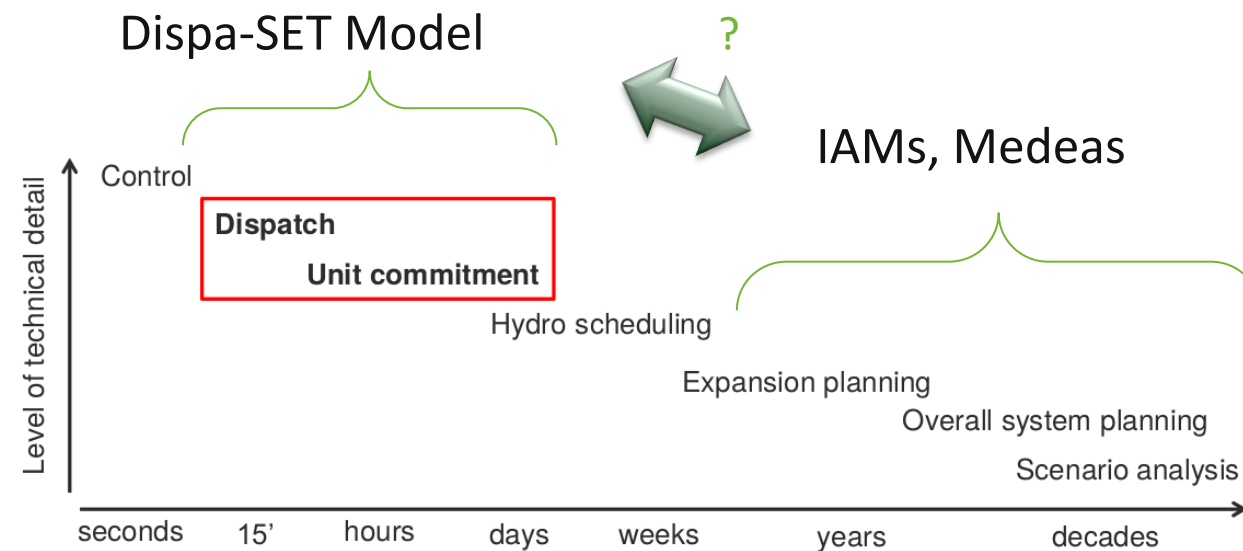 Dispa-SET Model
?
IAMs, Medeas
Level of technical detail
Control
Dispatch
Unit commitment
Hydro scheduling
Expansion planning
Overall system planning
Scenario analysis
seconds 15' hours days weeks years decades